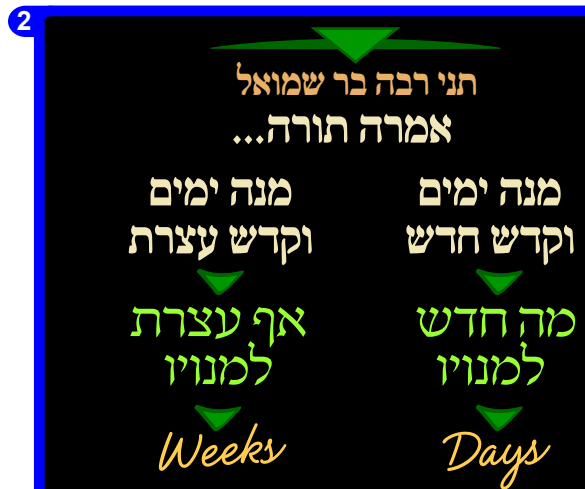 2
תני רבה בר שמואל
אמרה תורה...
מנה ימים
וקדש חדש
מה חדש
למנויו
Days
מנה ימים
וקדש עצרת
אף עצרת
למנויו
Weeks